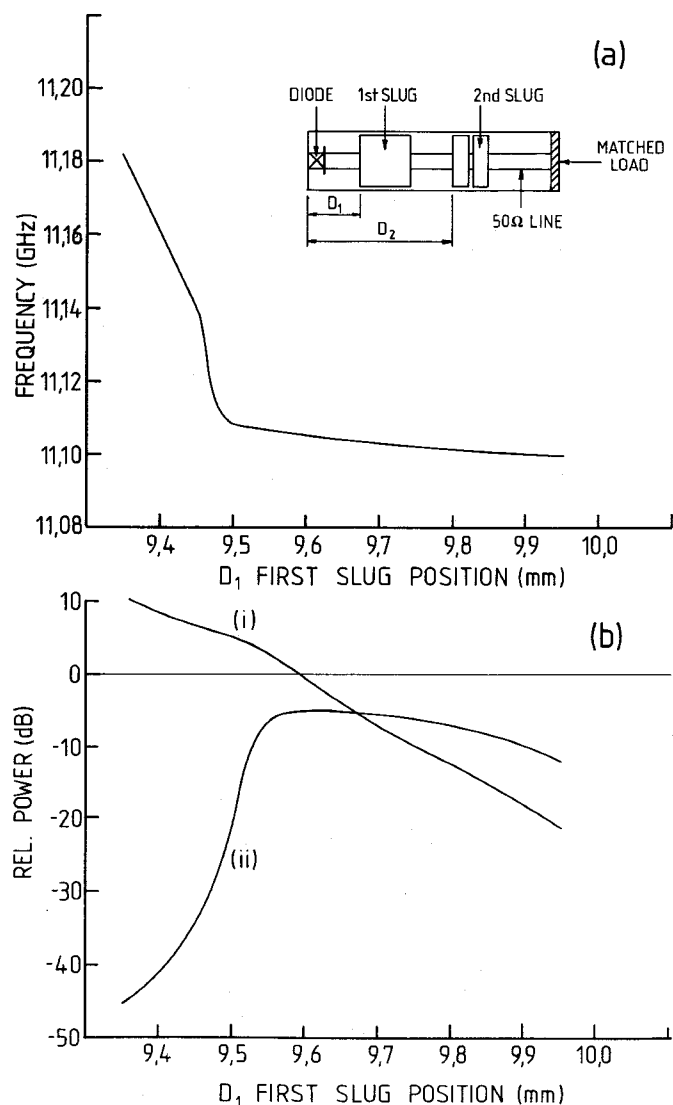 (a)
11,20
11,18
11,16
11,14
11,12
11,10
11,08
FREQUENCY (GHz)
DIODE
1st SLUG
2nd SLUG
MATCHED
LOAD
50Ω LINE
D₁
D₂
9,4 9,5 9,6 9,7 9,8 9,9 10,0
D₁ FIRST SLUG POSITION (mm)
(b)
10
0
-10
-20
-30
-40
-50
REL. POWER (dB)
(i)
(ii)
9,4 9,5 9,6 9,7 9,8 9,9 10,0
D₁ FIRST SLUG POSITION (mm)